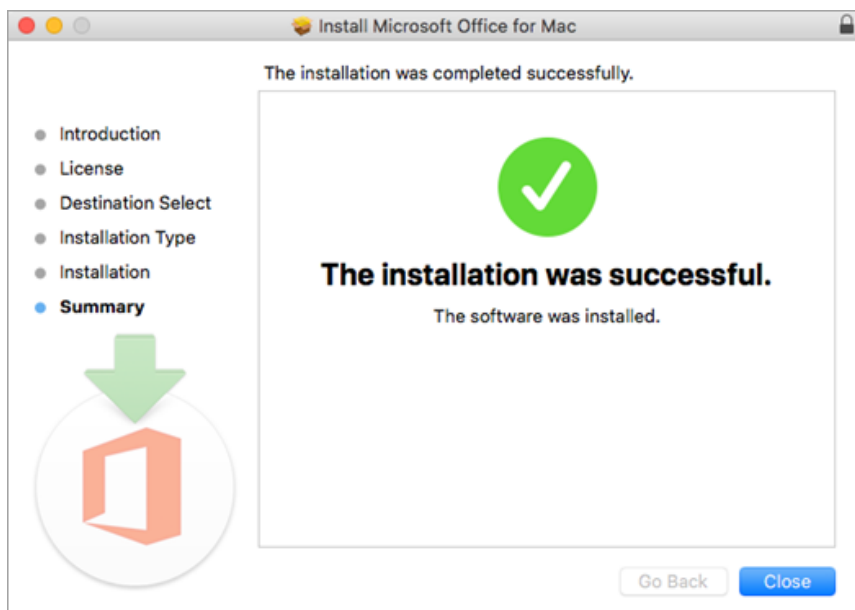 Install Microsoft Office for Mac
The installation was completed successfully.
Introduction
License
Destination Select
Installation Type
Installation
Summary
The installation was successful.
The software was installed.
Go Back
Close